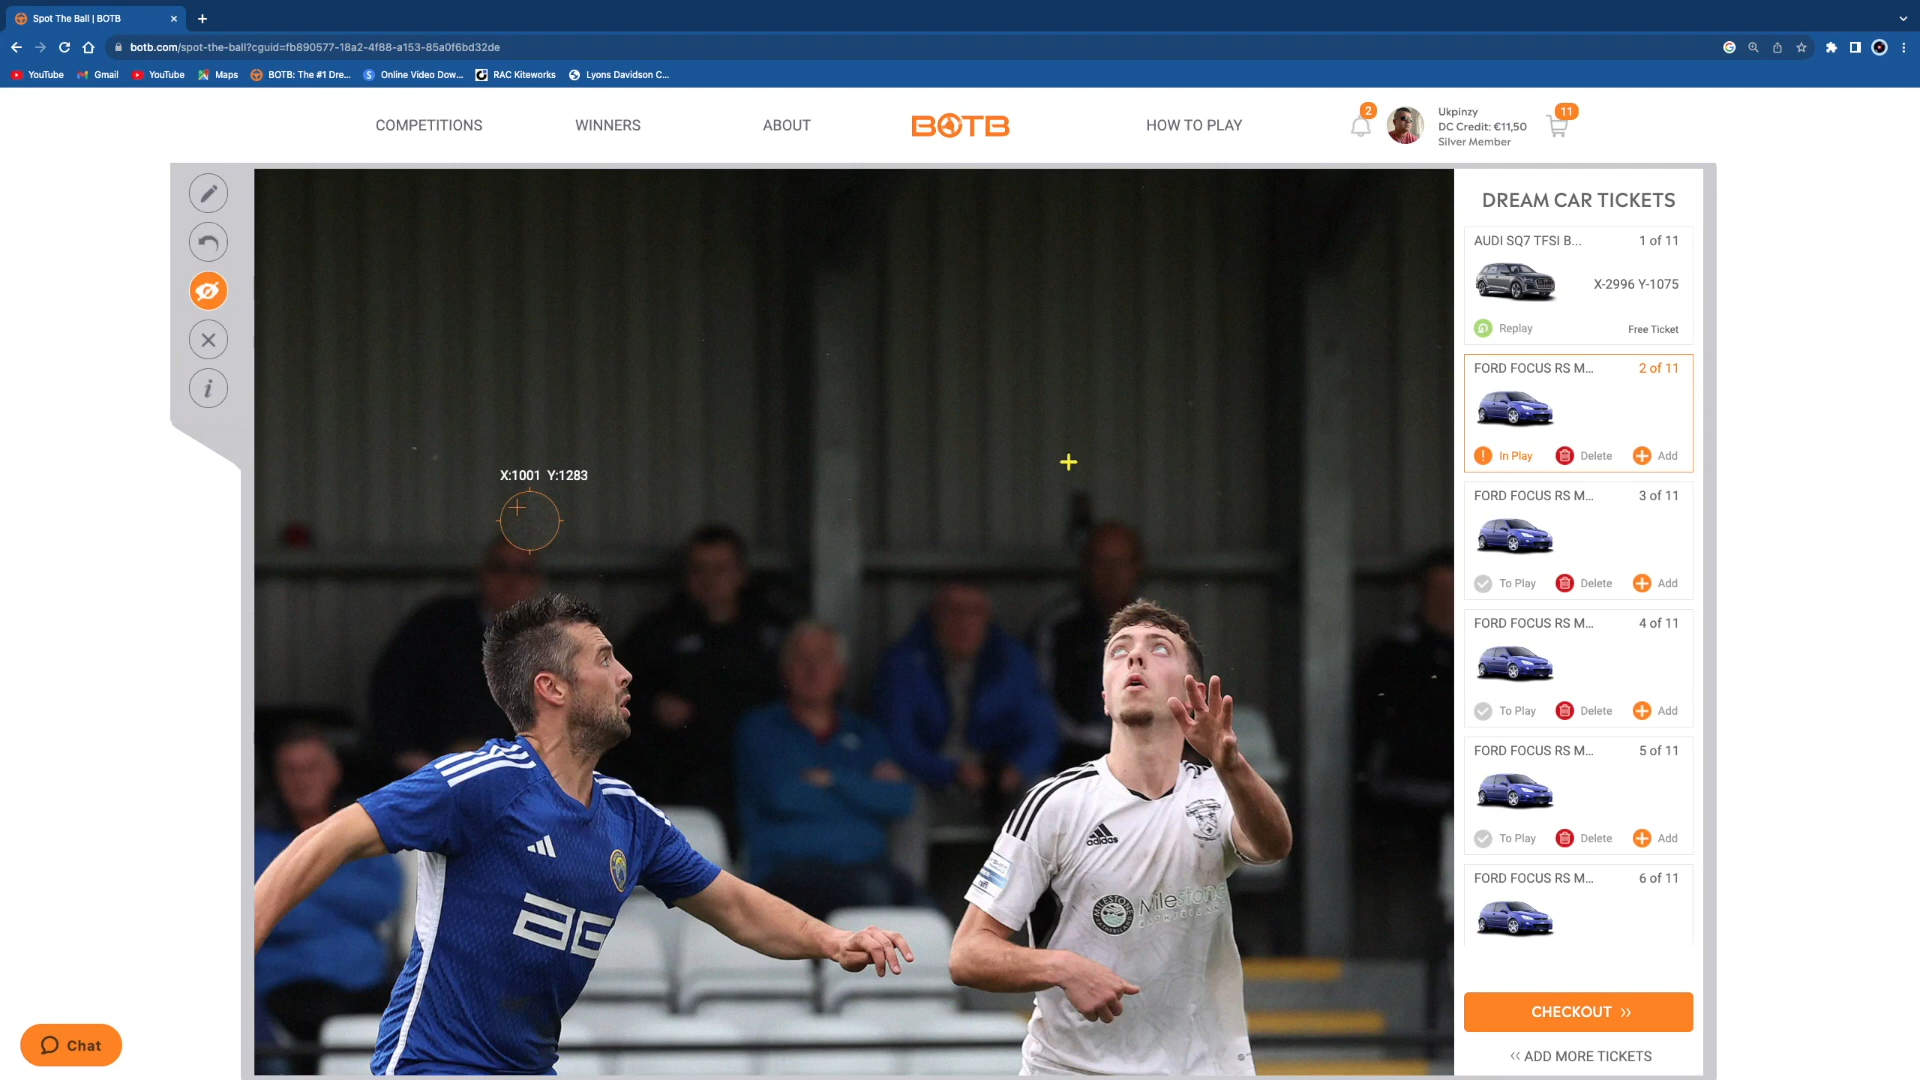 Spot The Ball | BOTB
botb.com/spot-the-ball?cguid=fb890577-18a2-4f88-a153-85a0f6bd32de
YouTube
Gmail
YouTube
Maps
BOTB: The #1 Dre...
Online Video Dow...
RAC Kiteworks
Lyons Davidson C...
COMPETITIONS
WINNERS
ABOUT
BOTB
HOW TO PLAY
2
Ukpinzy
DC Credit: €11,50
Silver Member
11
DREAM CAR TICKETS
AUDI SQ7 TFSI B... 1 of 11
X-2996 Y-1075
Replay Free Ticket
FORD FOCUS RS M... 2 of 11
In Play Delete Add
FORD FOCUS RS M... 3 of 11
To Play Delete Add
FORD FOCUS RS M... 4 of 11
To Play Delete Add
FORD FOCUS RS M... 5 of 11
To Play Delete Add
FORD FOCUS RS M... 6 of 11
CHECKOUT »
« ADD MORE TICKETS
X:1001 Y:1283
adidas
MILESTONE
Milestone
Chat